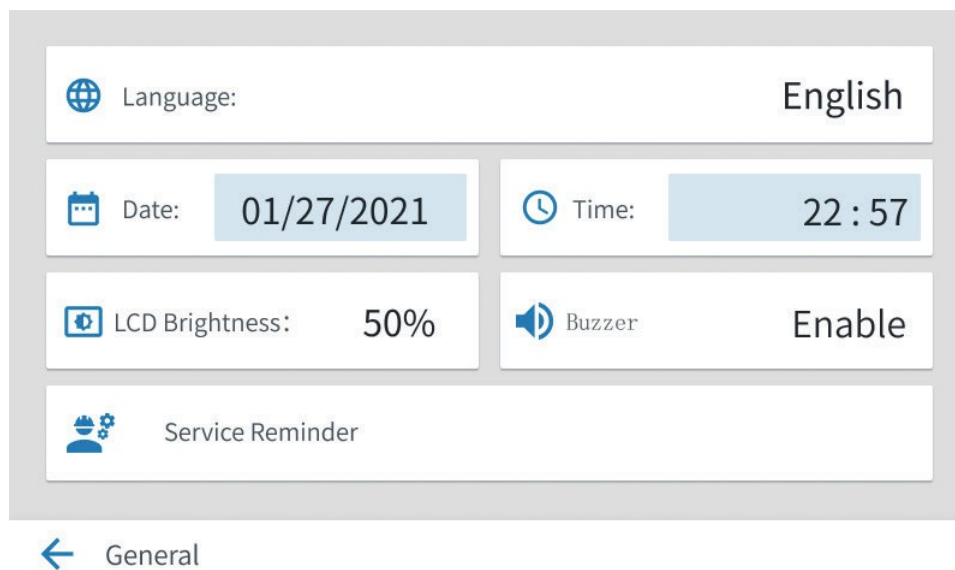 Language: English
Date: 01/27/2021 Time: 22 : 57
LCD Brightness: 50% Buzzer Enable
Service Reminder
General